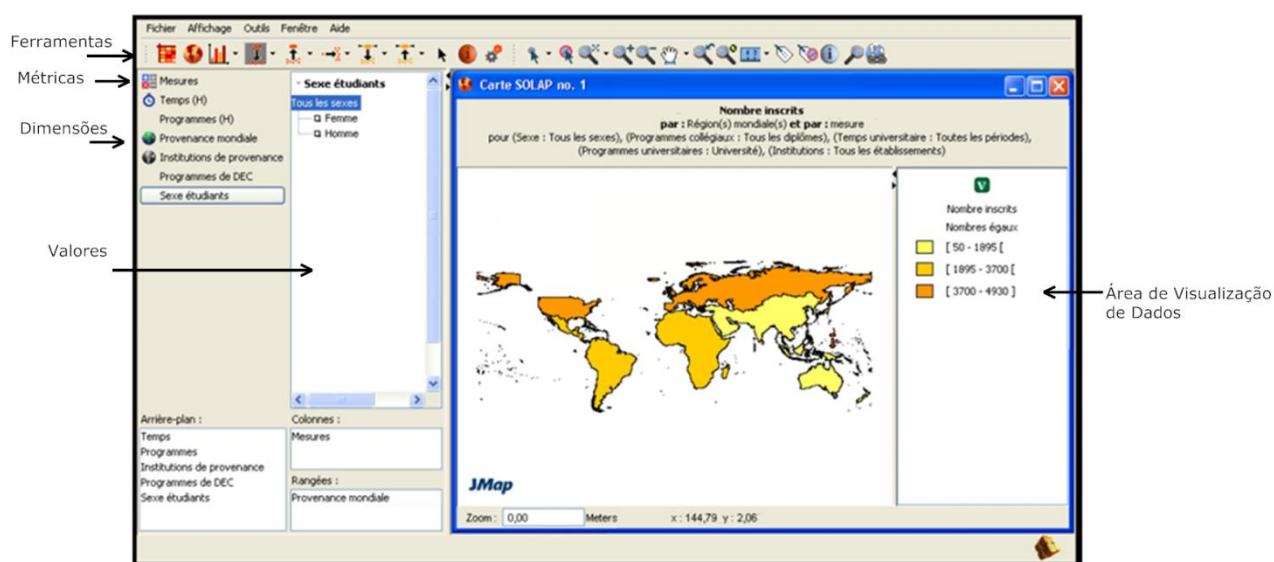 Ferramentas
Métricas
Dimensões
Valores
Fichier Affichage Outils Fenêtre Aide
Mesures
Temps (H)
Programmes (H)
Provenance mondiale
Institutions de provenance
Programmes de DEC
Sexe étudiants
Sexe étudiants
Tous les sexes
Femme
Homme
Arrière-plan :
Temps
Programmes
Institutions de provenance
Programmes de DEC
Sexe étudiants
Colonnes :
Mesures
Rangées :
Provenance mondiale
Carte SOLAP no. 1
Nombre inscrits
par : Région(s) mondiale(s) et par : mesure
pour (Sexe : Tous les sexes), (Programmes collégiaux : Tous les diplômes), (Temps universitaire : Toutes les périodes),
(Programmes universitaires : Université), (Institutions : Tous les établissements)
V
Nombre inscrits
Nombres égaux
[ 50 - 1895 [
[ 1895 - 3700 [
[ 3700 - 4930 ]
JMap
Zoom : 0,00 Meters x : 144,79 y : 2,06
Área de Visualização
de Dados